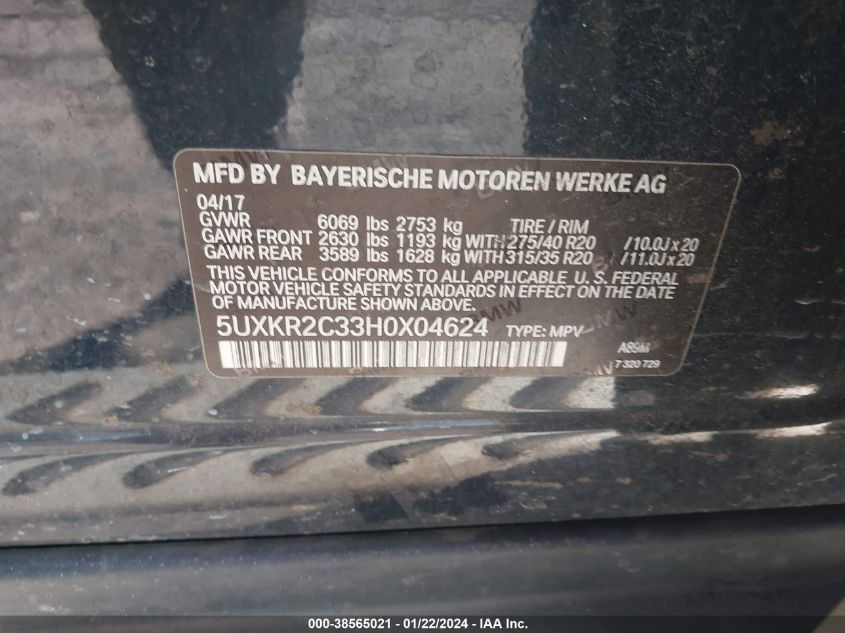 MFD BY BAYERISCHE MOTOREN WERKE AG
04/17
GVWR 6069 lbs 2753 kg TIRE / RIM
GAWR FRONT 2630 lbs 1193 kg WITH 275/40 R20 /10.0J x 20
GAWR REAR 3589 lbs 1628 kg WITH 315/35 R20 /11.0J x 20
THIS VEHICLE CONFORMS TO ALL APPLICABLE U. S. FEDERAL
MOTOR VEHICLE SAFETY STANDARDS IN EFFECT ON THE DATE
OF MANUFACTURE SHOWN ABOVE.
5UXKR2C33H0X04624 TYPE: MPV
A89M
7 320 729
000-38565021 - 01/22/2024 - IAA Inc.